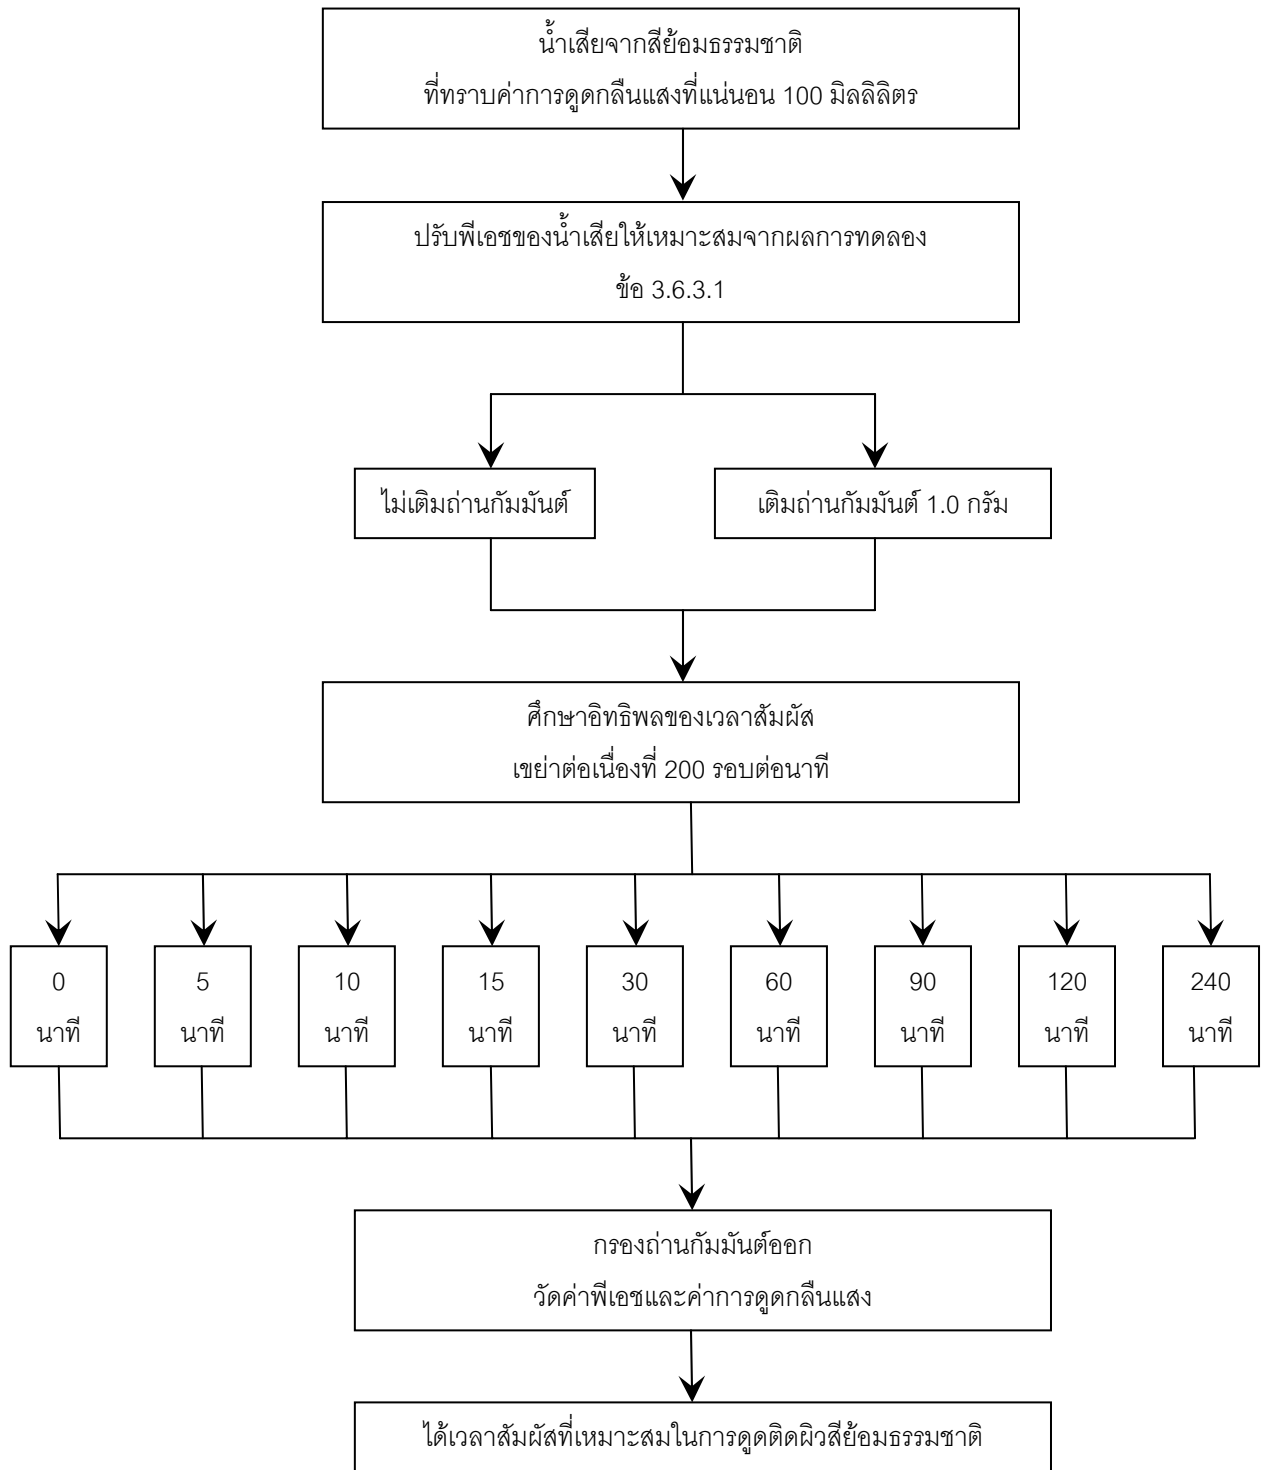 น้ำเสียจากสีย้อมธรรมชาติ
ที่ทราบค่าการดูดกลืนแสงที่แน่นอน 100 มิลลิลิตร
ปรับพีเอชของน้ำเสียให้เหมาะสมจากผลการทดลอง
ข้อ 3.6.3.1
ไม่เติมถ่านกัมมันต์
เติมถ่านกัมมันต์ 1.0 กรัม
ศึกษาอิทธิพลของเวลาสัมผัส
เขย่าต่อเนื่องที่ 200 รอบต่อนาที
0
นาที
5
นาที
10
นาที
15
นาที
30
นาที
60
นาที
90
นาที
120
นาที
240
นาที
กรองถ่านกัมมันต์ออก
วัดค่าพีเอชและค่าการดูดกลืนแสง
ได้เวลาสัมผัสที่เหมาะสมในการดูดติดผิวสีย้อมธรรมชาติ